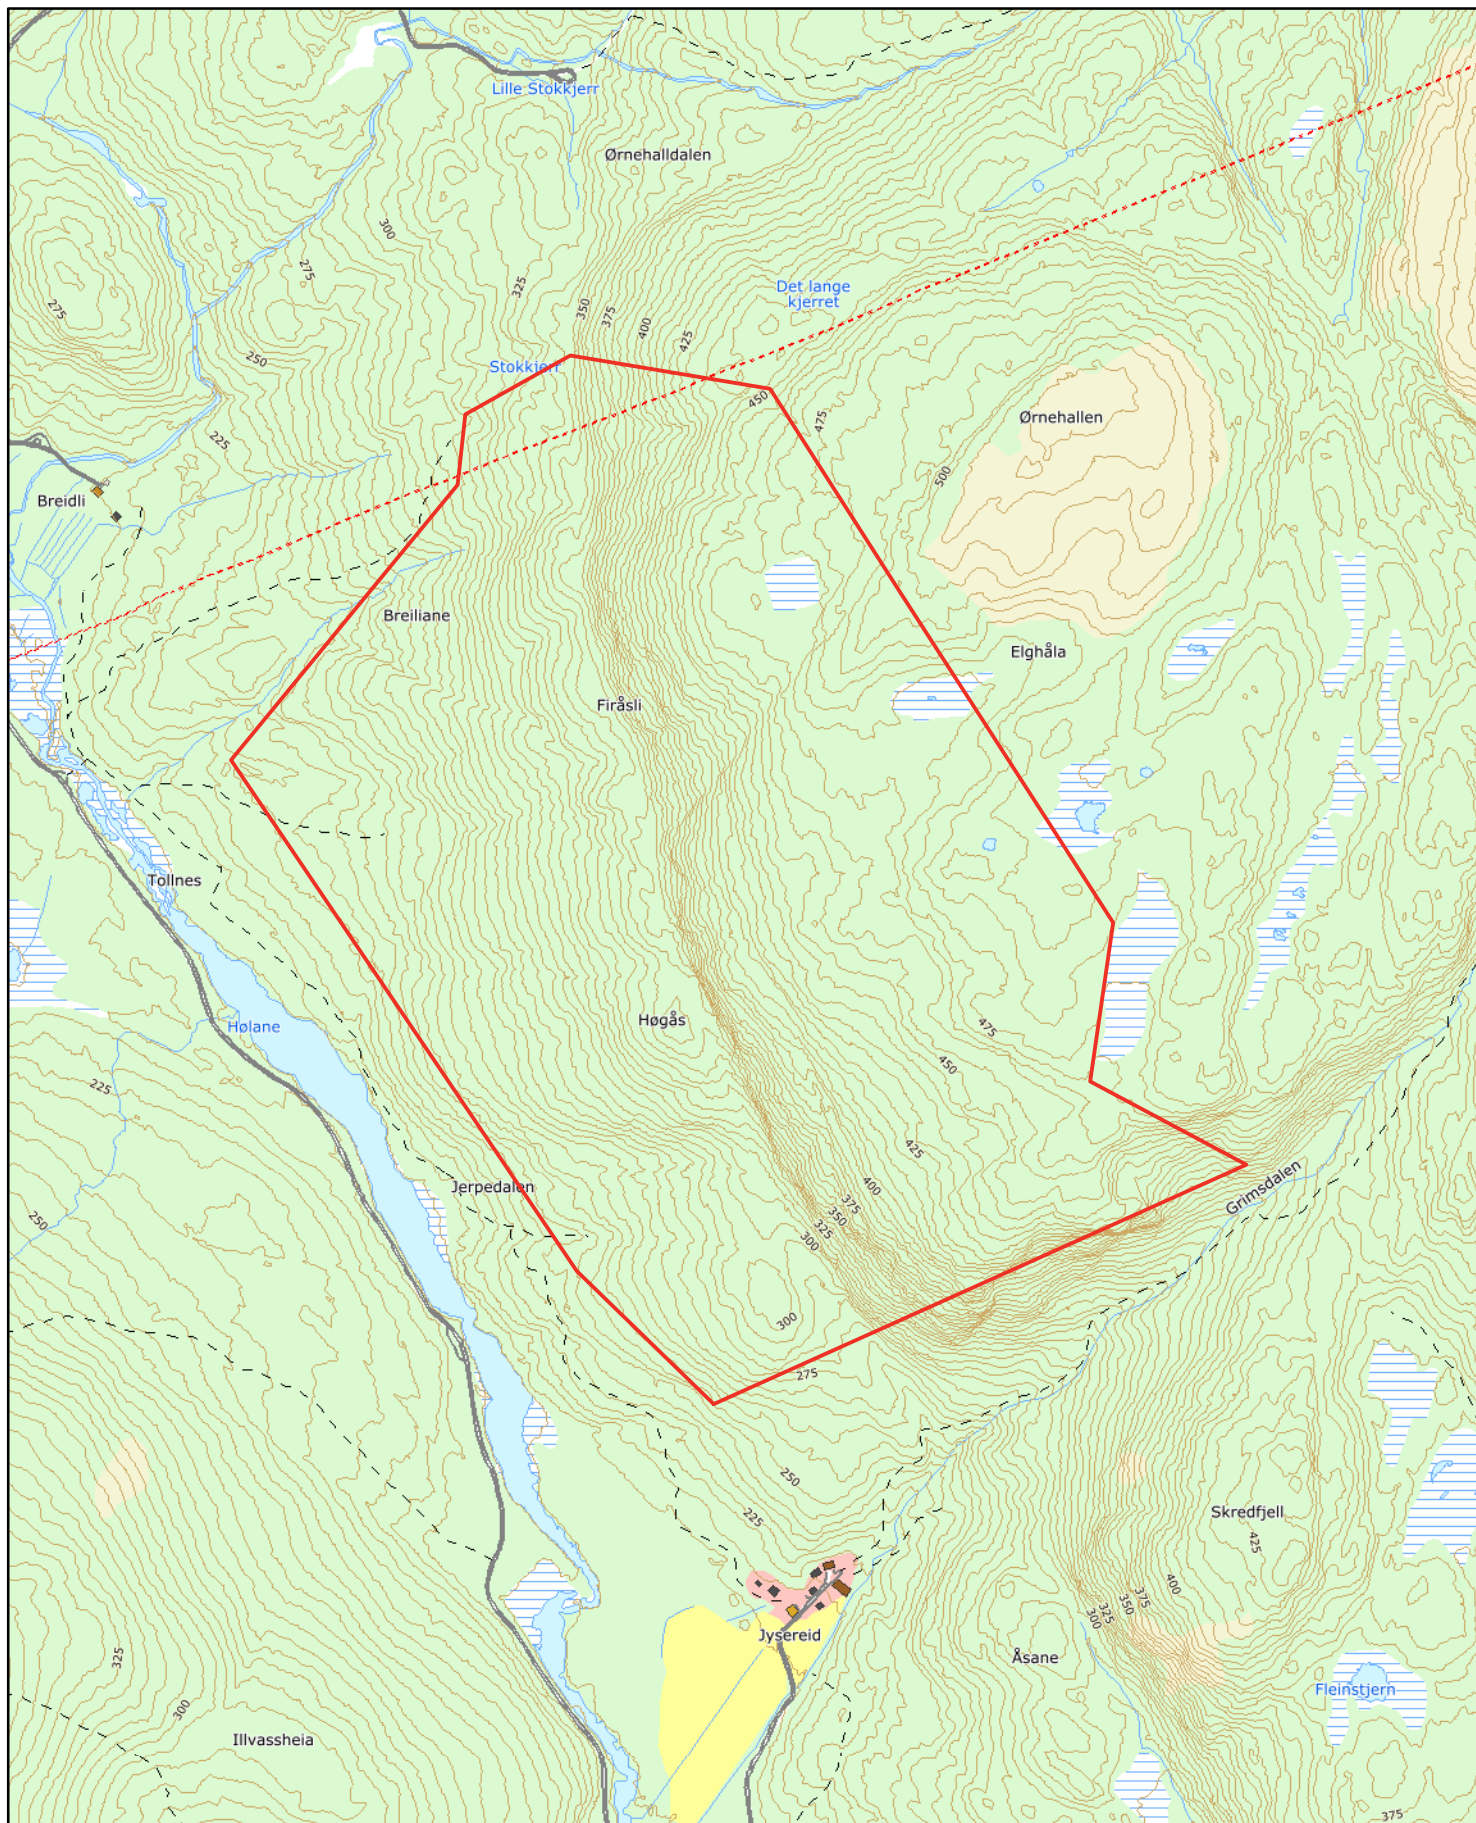 Lille Stokkjerr
Ørnehalldalen
300
275
325
275
Det lange
kjerret
350
375
400
425
250
Stokkjerr
450
475
Ørnehallen
225
500
Breidli
Breiliane
Elghåla
Firåsli
Tollnes
Høgås
Hølane
475
450
225
425
Jerpedalen
400
375
350
325
300
Grimsdalen
250
300
275
250
225
Skredfjell
425
400
375
350
325
300
Jysereid
Åsane
325
Fleinstjern
300
Illvassheia
375